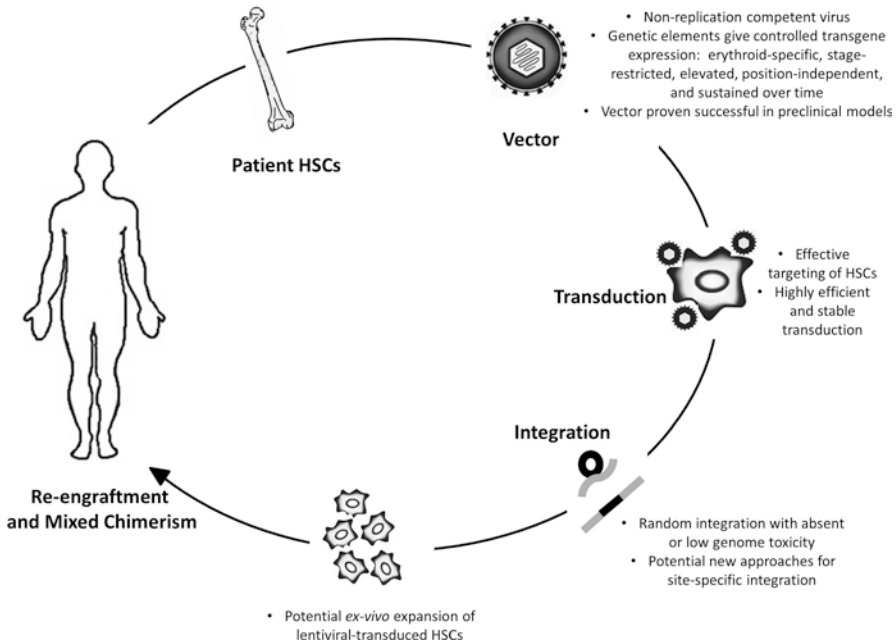 • Non-replication competent virus
• Genetic elements give controlled transgene
expression: erythroid-specific, stage-
restricted, elevated, position-independent,
and sustained over time
• Vector proven successful in preclinical models
Vector
Patient HSCs
Transduction
• Effective
targeting of HSCs
• Highly efficient
and stable
transduction
Integration
• Random integration with absent
or low genome toxicity
• Potential new approaches for
site-specific integration
• Potential ex-vivo expansion of
lentiviral-transduced HSCs
Re-engraftment
and Mixed Chimerism